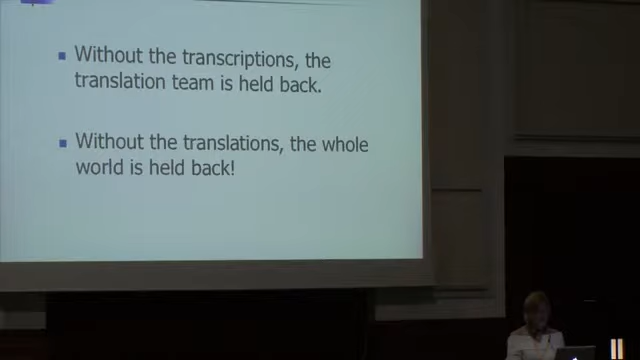 Without the transcriptions, the
translation team is held back.
Without the translations, the whole
world is held back!